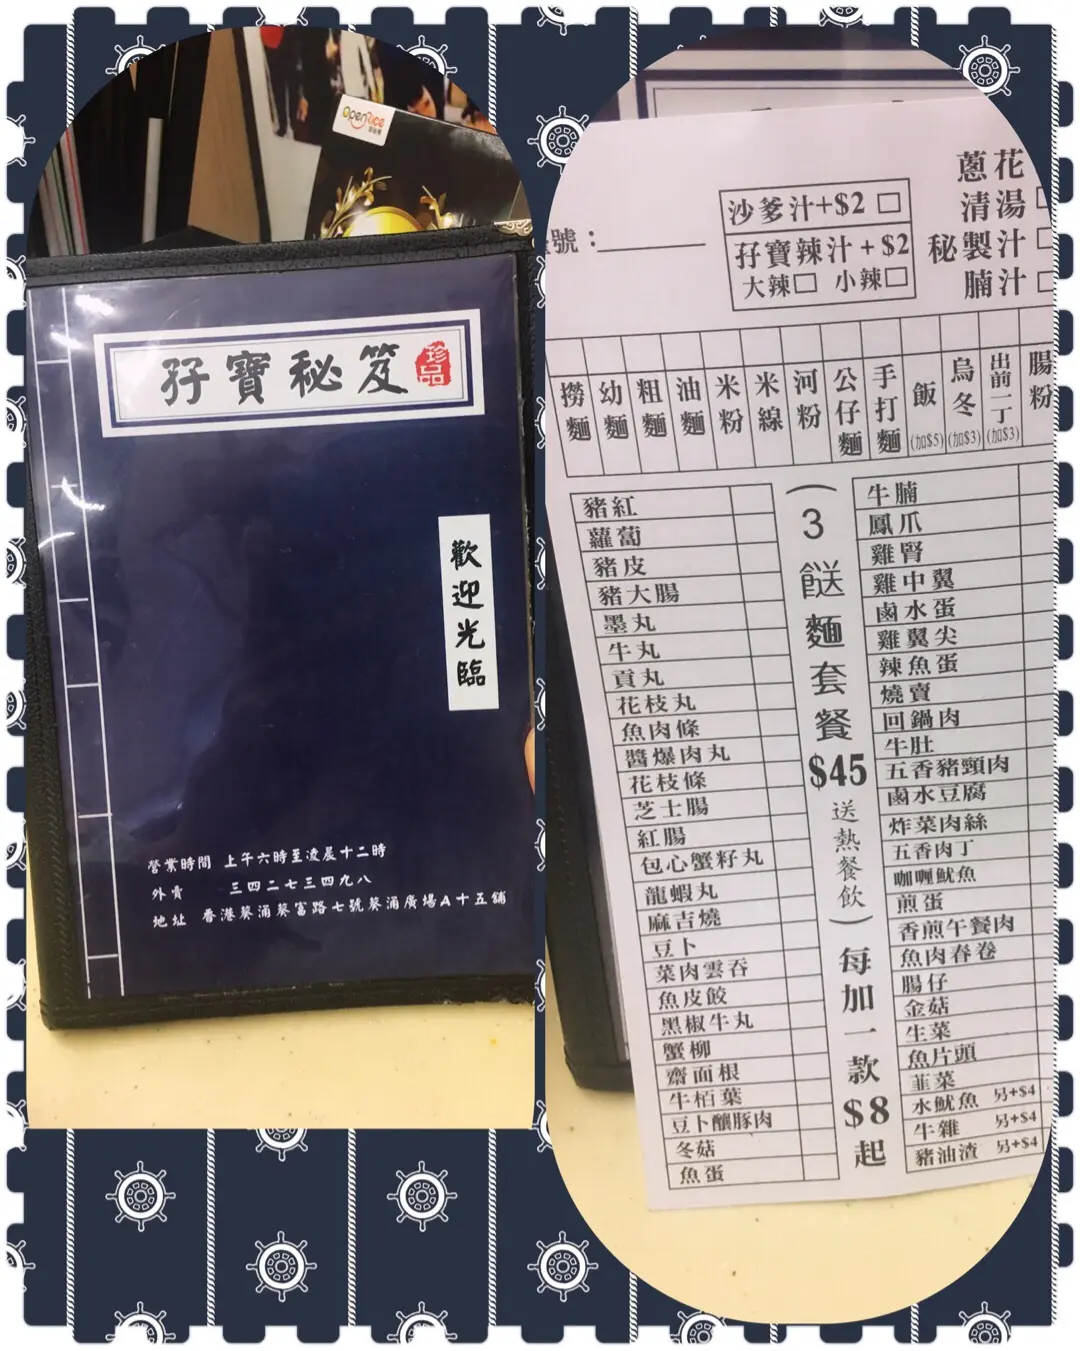 OpenRice
孖寶秘笈
珍品
歡迎光臨
營業時間 上午六時至凌晨十二時
外賣 三四二七三四九八
地址 香港葵涌葵富路七號葵涌廣場A十五舖
蔥花
清湯
秘製汁
腩汁
沙爹汁+$2
孖寶辣汁+$2
大辣 小辣
號：
撈麵
幼麵
粗麵
油麵
米粉
米線
河粉
公仔麵
手打麵
飯(加$5)
烏冬(加$3)
出前一丁(加$3)
腸粉
豬紅
蘿蔔
豬皮
豬大腸
墨丸
牛丸
貢丸
花枝丸
魚肉條
醬爆肉丸
花枝條
芝士腸
紅腸
包心蟹籽丸
龍蝦丸
麻吉燒
豆卜
菜肉雲吞
魚皮餃
黑椒牛丸
蟹柳
齋面根
牛栢葉
豆卜釀豚肉
冬菇
魚蛋
(3餸麵套餐$45送熱餐飲)每加一款$8起
牛腩
鳳爪
雞腎
雞中翼
鹵水蛋
雞翼尖
辣魚蛋
燒賣
回鍋肉
牛肚
五香豬頸肉
鹵水豆腐
炸菜肉絲
五香肉丁
咖喱魷魚
煎蛋
香煎午餐肉
魚肉春卷
腸仔
金菇
生菜
魚片頭
韮菜
水魷魚 另+$4
牛雜 另+$4
豬油渣 另+$4